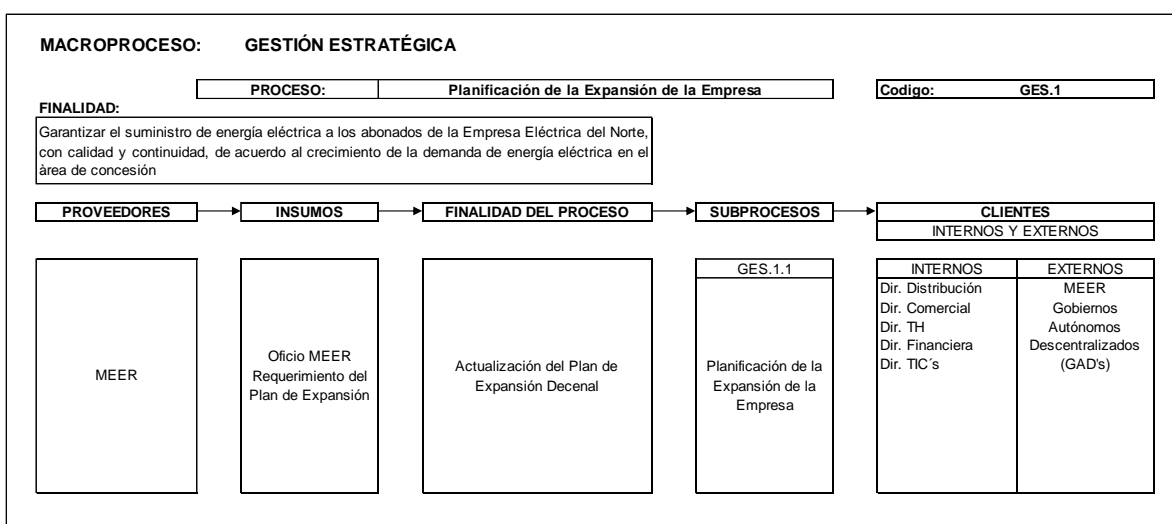 MACROPROCESO: GESTIÓN ESTRATÉGICA
PROCESO: Planificación de la Expansión de la Empresa Codigo: GES.1
FINALIDAD:
Garantizar el suministro de energía eléctrica a los abonados de la Empresa Eléctrica del Norte,
con calidad y continuidad, de acuerdo al crecimiento de la demanda de energía eléctrica en el
àrea de concesión
PROVEEDORES INSUMOS FINALIDAD DEL PROCESO SUBPROCESOS CLIENTES
INTERNOS Y EXTERNOS
MEER
Oficio MEER
Requerimiento del
Plan de Expansión
Actualización del Plan de
Expansión Decenal
GES.1.1
Planificación de la
Expansión de la
Empresa
INTERNOS
Dir. Distribución
Dir. Comercial
Dir. TH
Dir. Financiera
Dir. TIC´s
EXTERNOS
MEER
Gobiernos
Autónomos
Descentralizados
(GAD's)